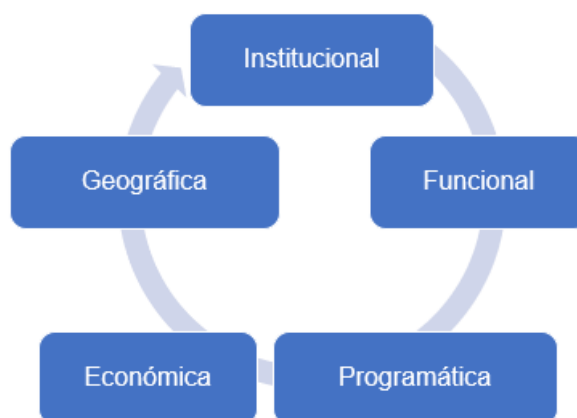 Institucional
Funcional
Programática
Económica
Geográfica